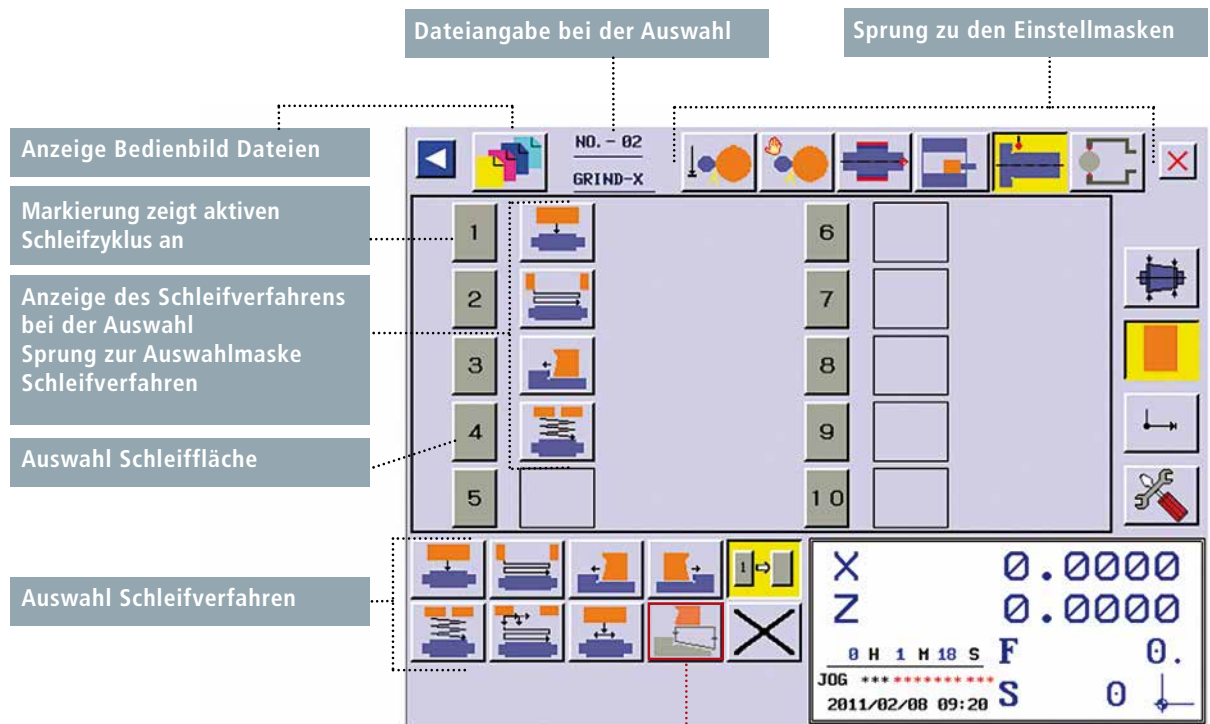 Dateiangabe bei der Auswahl
Sprung zu den Einstellmasken
Anzeige Bedienbild Dateien
Markierung zeigt aktiven
Schleifzyklus an
Anzeige des Schleifverfahrens
bei der Auswahl
Sprung zur Auswahlmaske
Schleifverfahren
Auswahl Schleiffläche
Auswahl Schleifverfahren
NO. - 02
GRIND-X
1
2
3
4
5
6
7
8
9
10
1
X 0.0000
Z 0.0000
0 H 1 M 18 S
F 0.
JOG *** *** **** ***
2011/02/08 09:20
S 0